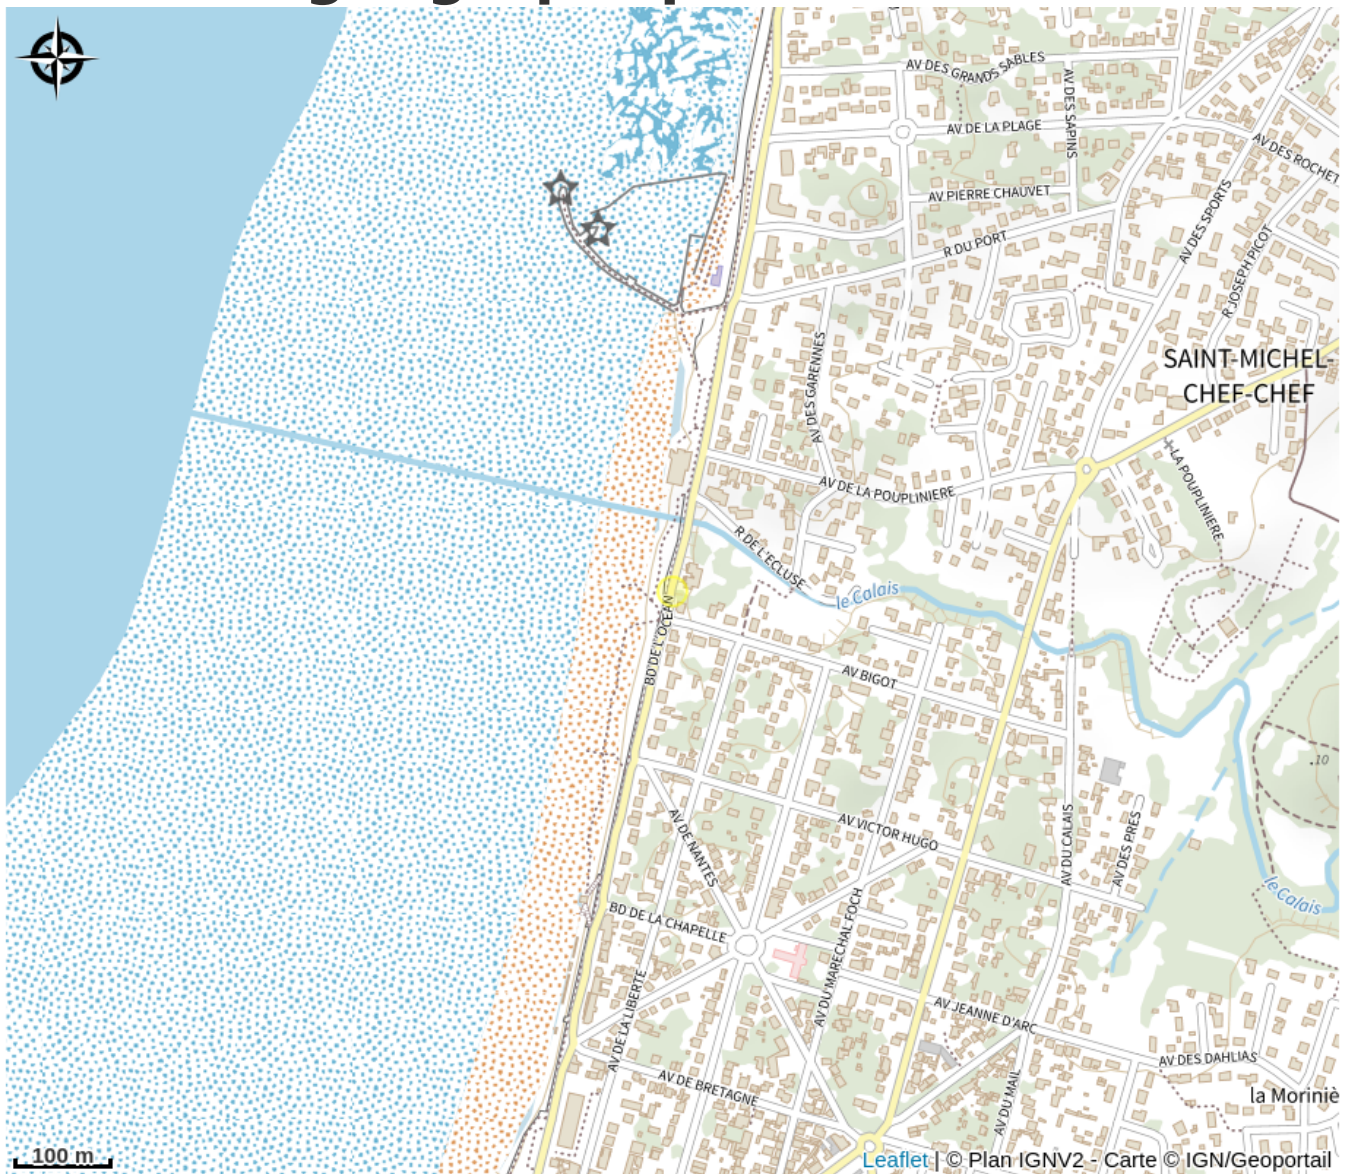 AV DES GRANDS SABLES
AV DES SAPINS
AV DE LA PLAGE
AV DES ROCHET
AV PIERRE CHAUVET
AV DES SPORTS
R DU PORT
R JOSEPH PICOT
AV DES GARENNES
SAINT-MICHEL-
CHEF-CHEF
AV DE LA POUPLINIERE
LA POUPLINIERE
R DE L'ECLUSE
le Calais
BD DE L'OCEAN
AV BIGOT
.10
AV DE NANTES
AV VICTOR HUGO
AV DU CALAIS
AV DES PRES
le Calais
BD DE LA CHAPELLE
AV DU MARECHAL FOCH
AV DE LA LIBERTE
AV JEANNE D'ARC
AV DES DAHLIAS
AV DE BRETAGNE
AV DU MAIL
la Moriniè
100 m
Leaflet | © Plan IGNV2 - Carte © IGN/Geoportail